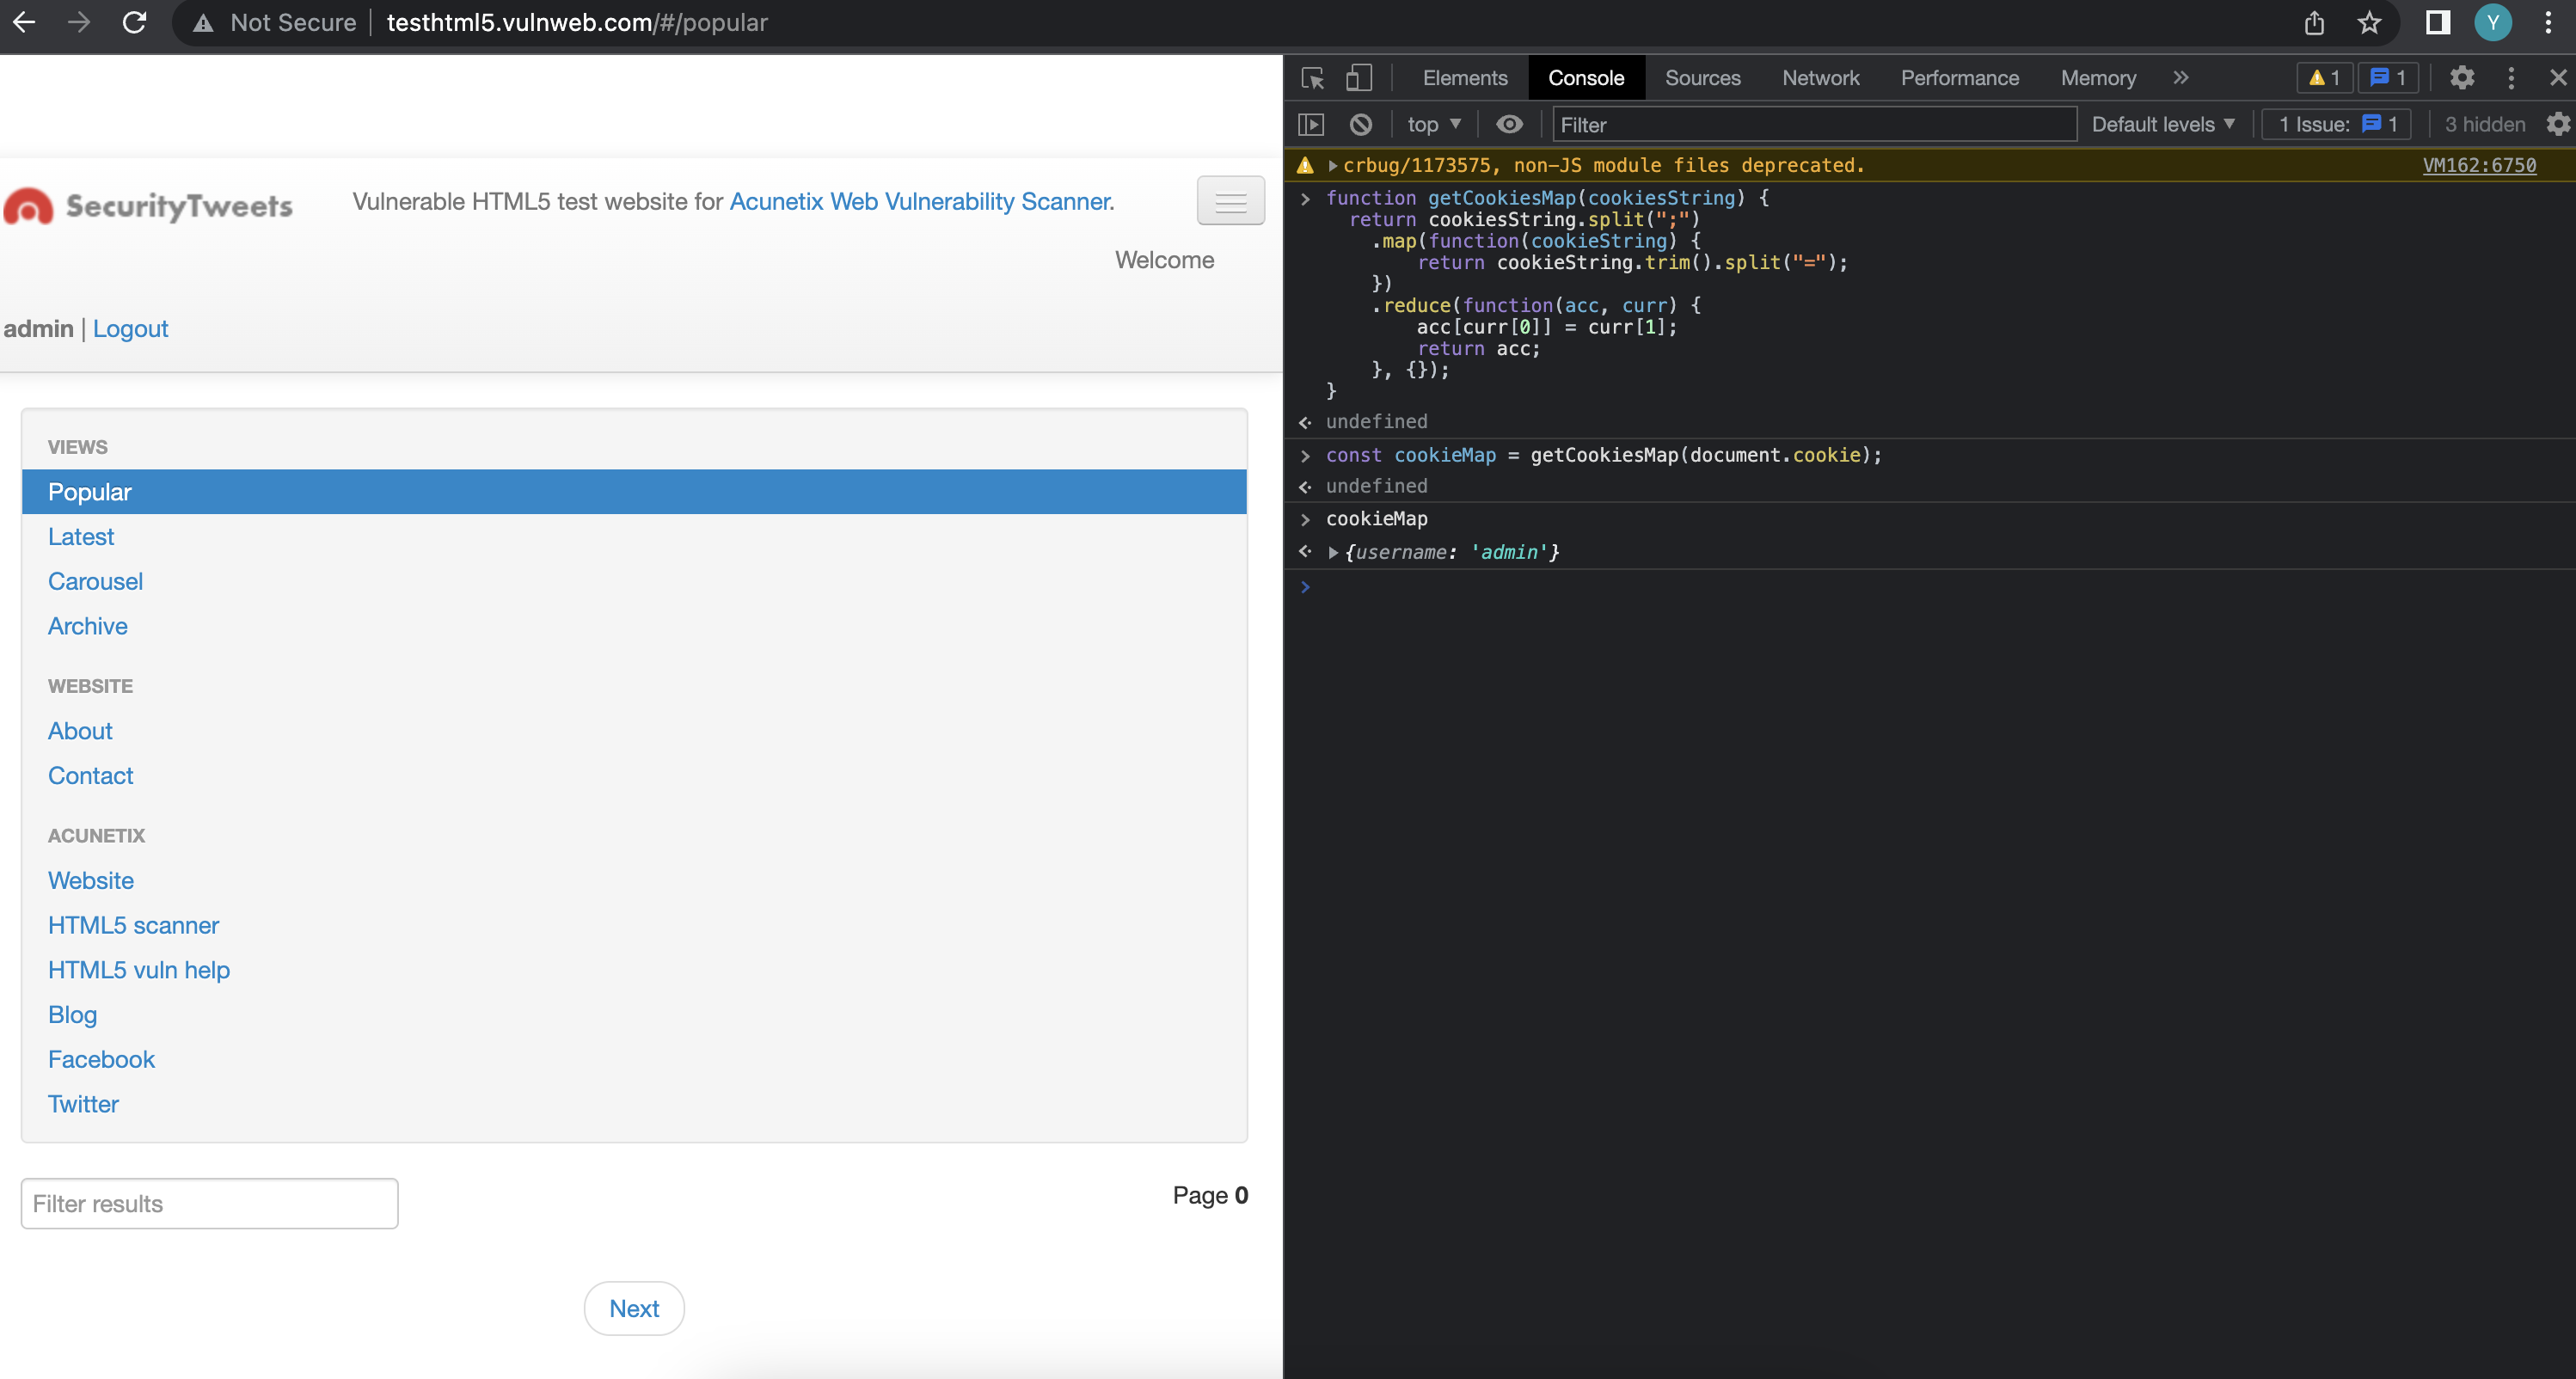 Not Secure | testhtml5.vulnweb.com/#/popular
Y
SecurityTweets
Vulnerable HTML5 test website for Acunetix Web Vulnerability Scanner.
Welcome
admin | Logout
VIEWS
Popular
Latest
Carousel
Archive
WEBSITE
About
Contact
ACUNETIX
Website
HTML5 scanner
HTML5 vuln help
Blog
Facebook
Twitter
Filter results
Page 0
Next
Elements Console Sources Network Performance Memory » 1 1
top Filter Default levels 1 Issue: 1 3 hidden
crbug/1173575, non-JS module files deprecated. VM162:6750
function getCookiesMap(cookiesString) {
return cookiesString.split(";")
.map(function(cookieString) {
return cookieString.trim().split("=");
})
.reduce(function(acc, curr) {
acc[curr[0]] = curr[1];
return acc;
}, {});
}
undefined
const cookieMap = getCookiesMap(document.cookie);
undefined
cookieMap
{username: 'admin'}